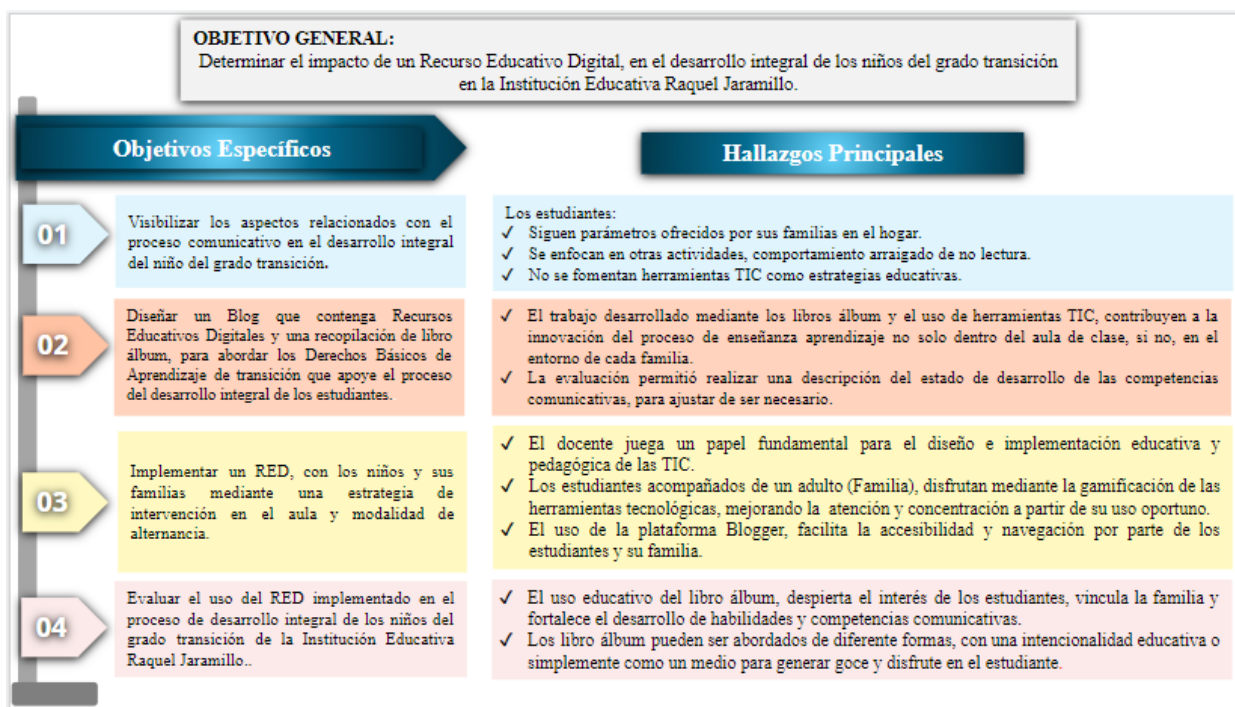 OBJETIVO GENERAL:
Determinar el impacto de un Recurso Educativo Digital, en el desarrollo integral de los niños del grado transición
en la Institución Educativa Raquel Jaramillo.
Objetivos Específicos
Hallazgos Principales
01
Visibilizar los aspectos relacionados con el
proceso comunicativo en el desarrollo integral
del niño del grado transición.
Los estudiantes:
✓ Siguen parámetros ofrecidos por sus familias en el hogar.
✓ Se enfocan en otras actividades, comportamiento arraigado de no lectura.
✓ No se fomentan herramientas TIC como estrategias educativas.
02
Diseñar un Blog que contenga Recursos
Educativos Digitales y una recopilación de libro
álbum, para abordar los Derechos Básicos de
Aprendizaje de transición que apoye el proceso
del desarrollo integral de los estudiantes.
✓ El trabajo desarrollado mediante los libros álbum y el uso de herramientas TIC, contribuyen a la
innovación del proceso de enseñanza aprendizaje no solo dentro del aula de clase, si no, en el
entorno de cada familia.
✓ La evaluación permitió realizar una descripción del estado de desarrollo de las competencias
comunicativas, para ajustar de ser necesario.
03
Implementar un RED, con los niños y sus
familias mediante una estrategia de
intervención en el aula y modalidad de
alternancia.
✓ El docente juega un papel fundamental para el diseño e implementación educativa y
pedagógica de las TIC.
✓ Los estudiantes acompañados de un adulto (Familia), disfrutan mediante la gamificación de las
herramientas tecnológicas, mejorando la atención y concentración a partir de su uso oportuno.
✓ El uso de la plataforma Blogger, facilita la accesibilidad y navegación por parte de los
estudiantes y su familia.
04
Evaluar el uso del RED implementado en el
proceso de desarrollo integral de los niños del
grado transición de la Institución Educativa
Raquel Jaramillo..
✓ El uso educativo del libro álbum, despierta el interés de los estudiantes, vincula la familia y
fortalece el desarrollo de habilidades y competencias comunicativas.
✓ Los libro álbum pueden ser abordados de diferente formas, con una intencionalidad educativa o
simplemente como un medio para generar goce y disfrute en el estudiante.